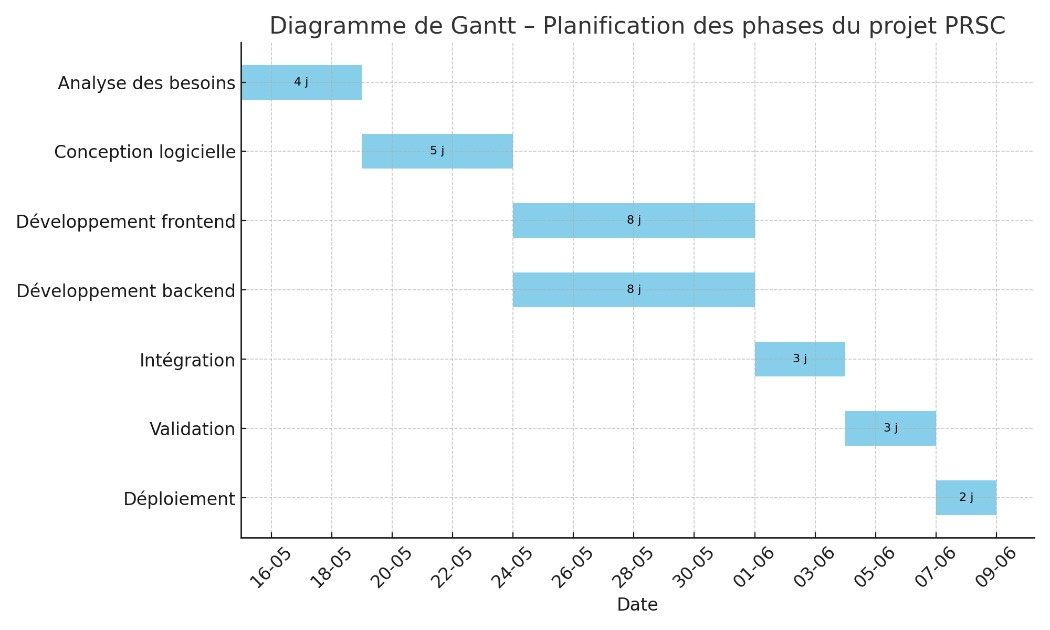 Diagramme de Gantt – Planification des phases du projet PRSC
Analyse des besoins
4 j
Conception logicielle
5 j
Développement frontend
8 j
Développement backend
8 j
Intégration
3 j
Validation
3 j
Déploiement
2 j
16-05
18-05
20-05
22-05
24-05
26-05
28-05
30-05
01-06
03-06
05-06
07-06
09-06
Date